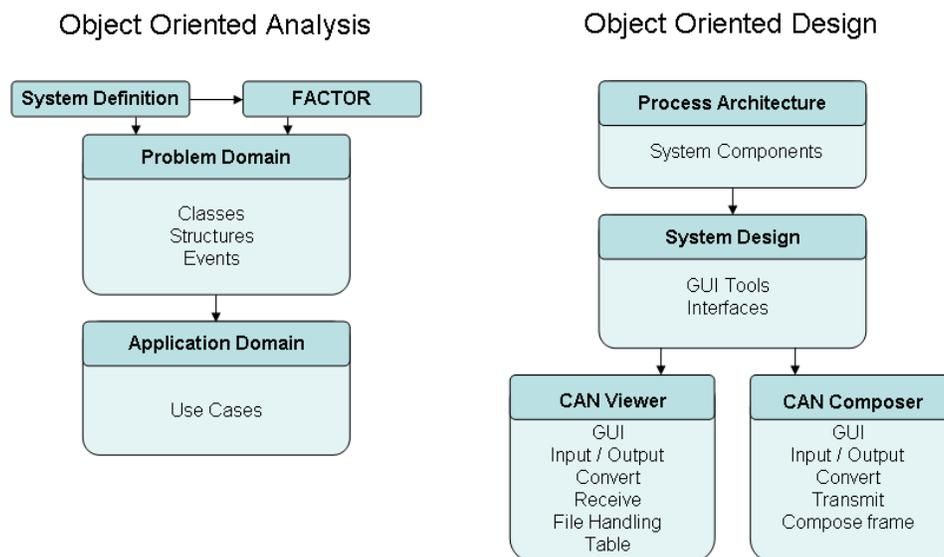 Object Oriented Analysis
System Definition
FACTOR
Problem Domain
Classes
Structures
Events
Application Domain
Use Cases
Object Oriented Design
Process Architecture
System Components
System Design
GUI Tools
Interfaces
CAN Viewer
GUI
Input / Output
Convert
Receive
File Handling
Table
CAN Composer
GUI
Input / Output
Convert
Transmit
Compose frame